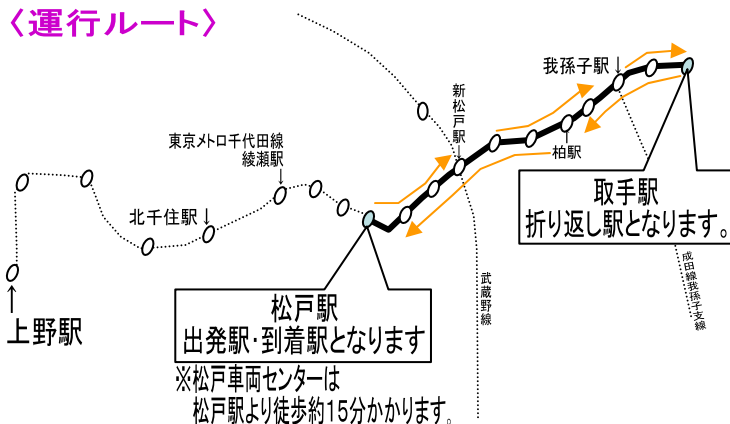 〈運行ルート〉
我孫子駅↓
新松戸駅↓
東京メトロ千代田線
綾瀬駅
↓
↑
柏駅
北千住駅↓
取手駅
折り返し駅となります。
↑
上野駅
松戸駅
出発駅・到着駅となります
武蔵野線
成田線我孫子支線
※松戸車両センターは
松戸駅より徒歩約15分かかります。